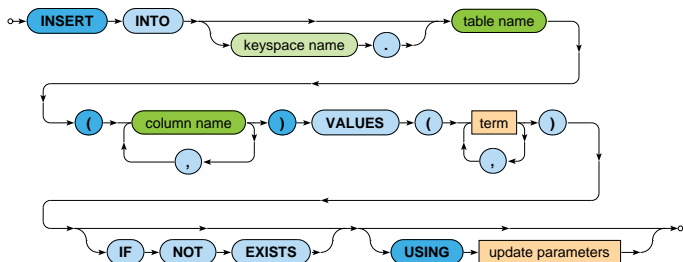 INSERT INTO table name
keyspace name .
( column name ) VALUES ( term )
, ,
IF NOT EXISTS USING update parameters